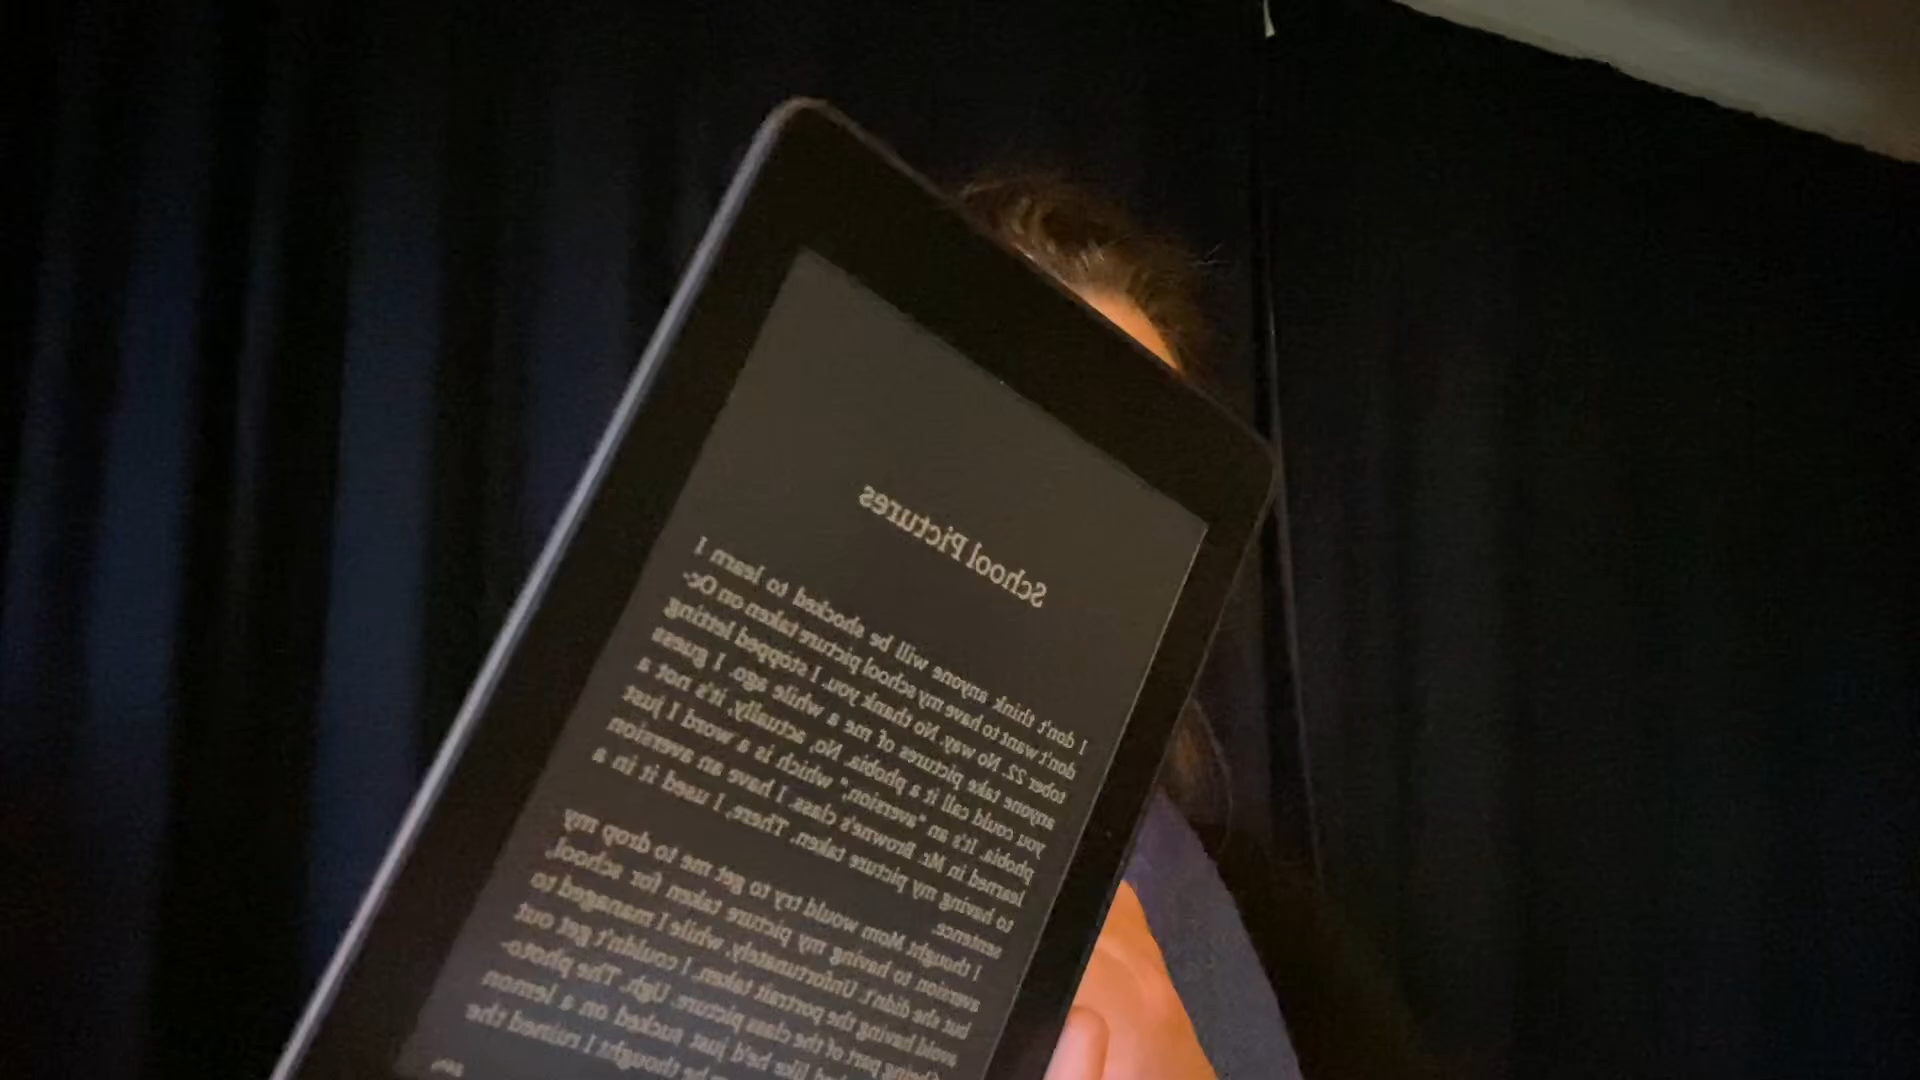 School Pictures
I don't think anyone will be shocked to learn I
don't want to have my school picture taken on Oc-
tober 22. No way. No thank you. I stopped letting
anyone take pictures of me a while ago. I guess
you could call it a phobia. No, actually, it's not a
phobia. It's an "aversion," which is a word I just
learned in Mr. Browne's class. I have an aversion
to having my picture taken. There, I used it in a
sentence.
I thought Mom would try to get me to drop my
aversion to having my picture taken for school,
but she didn't. Unfortunately, while I managed to
avoid having the portrait taken, I couldn't get out
of being part of the class picture. Ugh. The photo-
like he'd just sucked on a lemon
he thought I ruined the